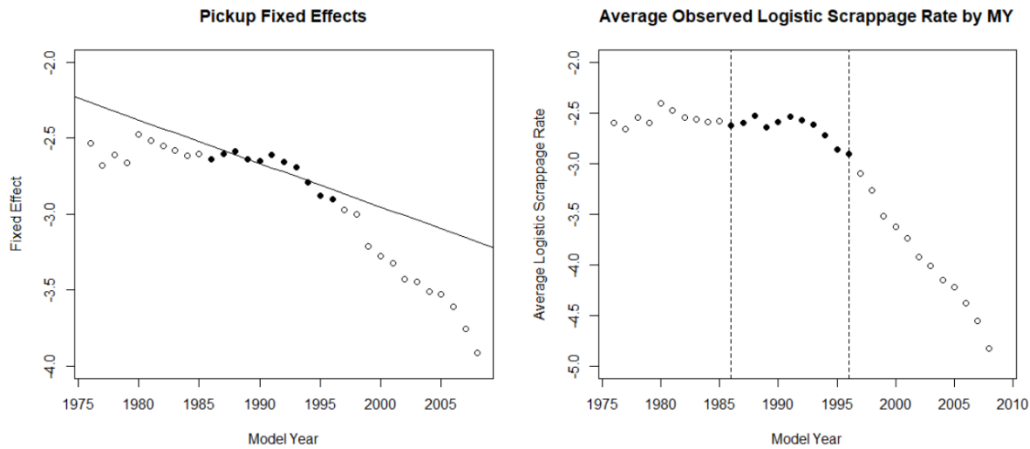 Pickup Fixed Effects
Fixed Effect
-2.0
-2.5
-3.0
-3.5
-4.0
1975 1980 1985 1990 1995 2000 2005
Model Year
Average Observed Logistic Scrappage Rate by MY
Average Logistic Scrappage Rate
-2.0
-2.5
-3.0
-3.5
-4.0
-4.5
-5.0
1975 1980 1985 1990 1995 2000 2005 2010
Model Year